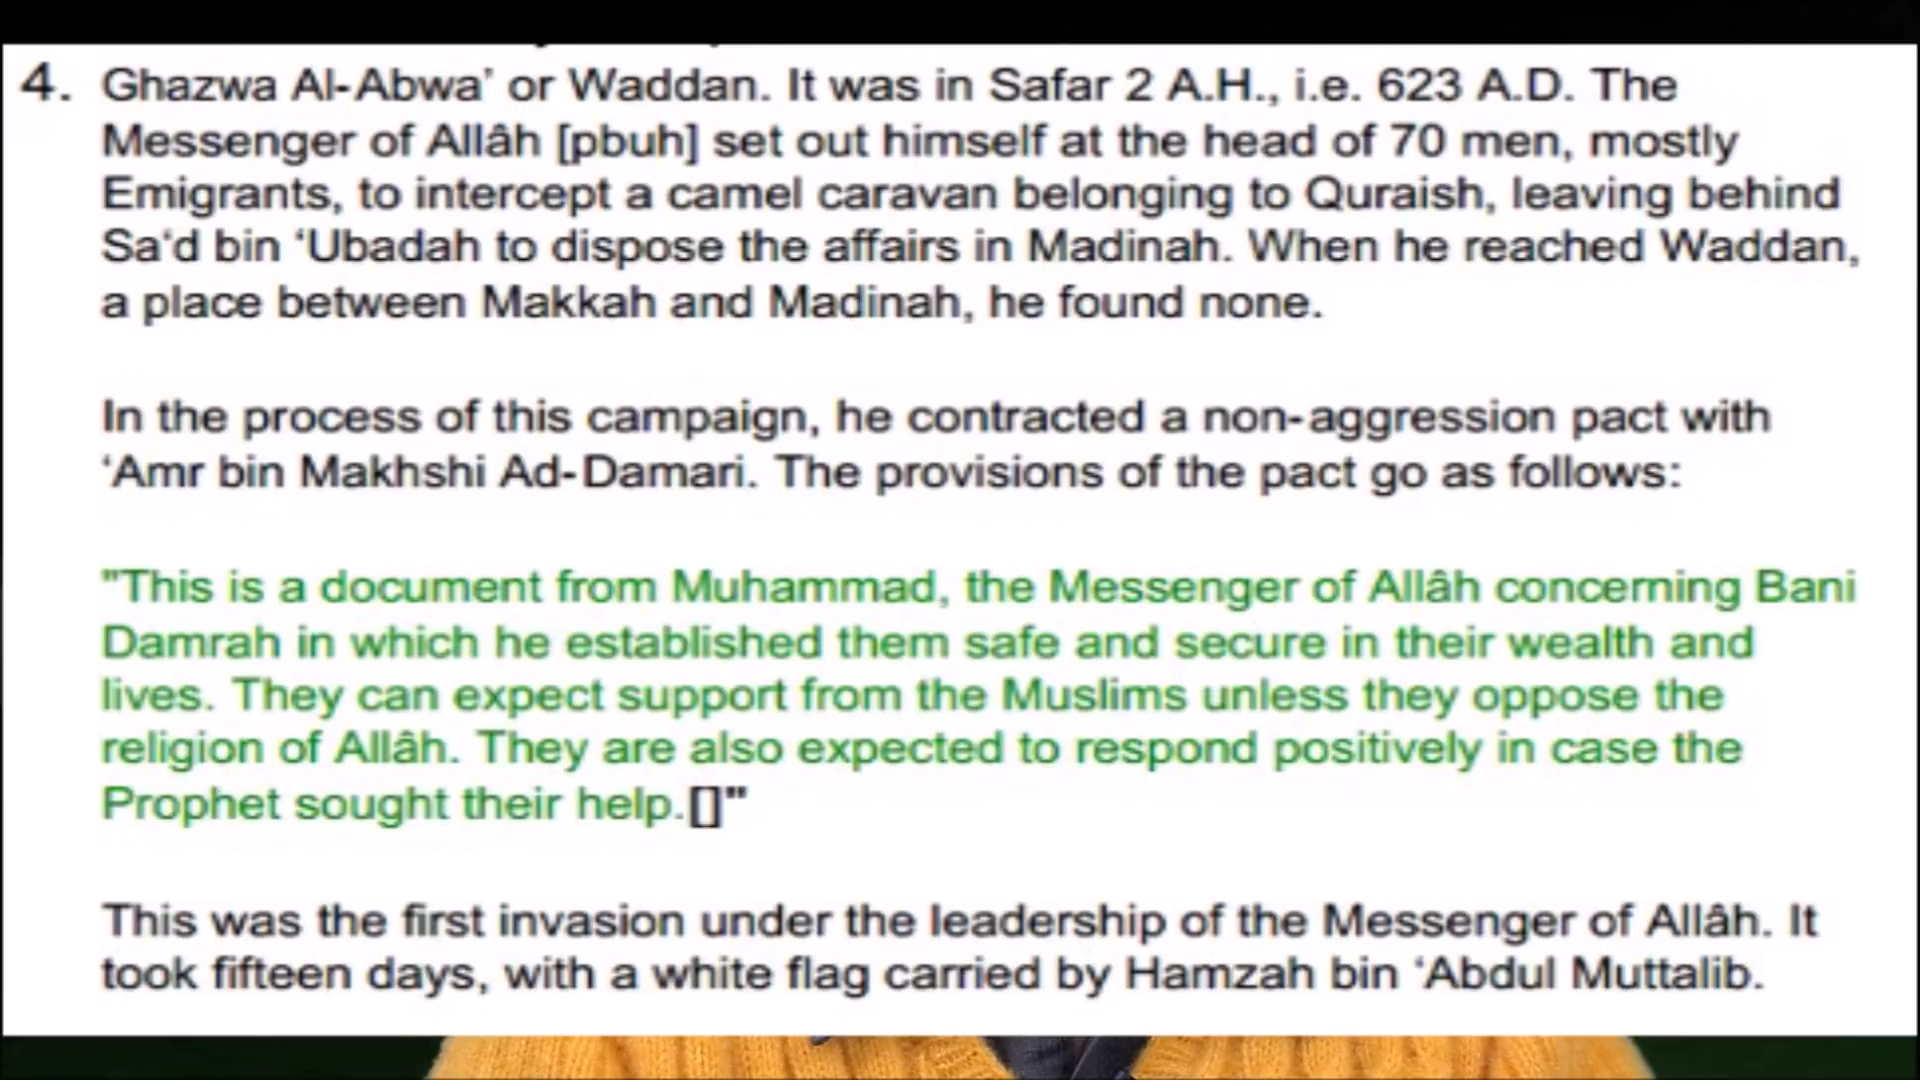 4. Ghazwa Al-Abwa’ or Waddan. It was in Safar 2 A.H., i.e. 623 A.D. The
Messenger of Allâh [pbuh] set out himself at the head of 70 men, mostly
Emigrants, to intercept a camel caravan belonging to Quraish, leaving behind
Sa‘d bin ‘Ubadah to dispose the affairs in Madinah. When he reached Waddan,
a place between Makkah and Madinah, he found none.
In the process of this campaign, he contracted a non-aggression pact with
‘Amr bin Makhshi Ad-Damari. The provisions of the pact go as follows:
"This is a document from Muhammad, the Messenger of Allâh concerning Bani
Damrah in which he established them safe and secure in their wealth and
lives. They can expect support from the Muslims unless they oppose the
religion of Allâh. They are also expected to respond positively in case the
Prophet sought their help.[]"
This was the first invasion under the leadership of the Messenger of Allâh. It
took fifteen days, with a white flag carried by Hamzah bin ‘Abdul Muttalib.